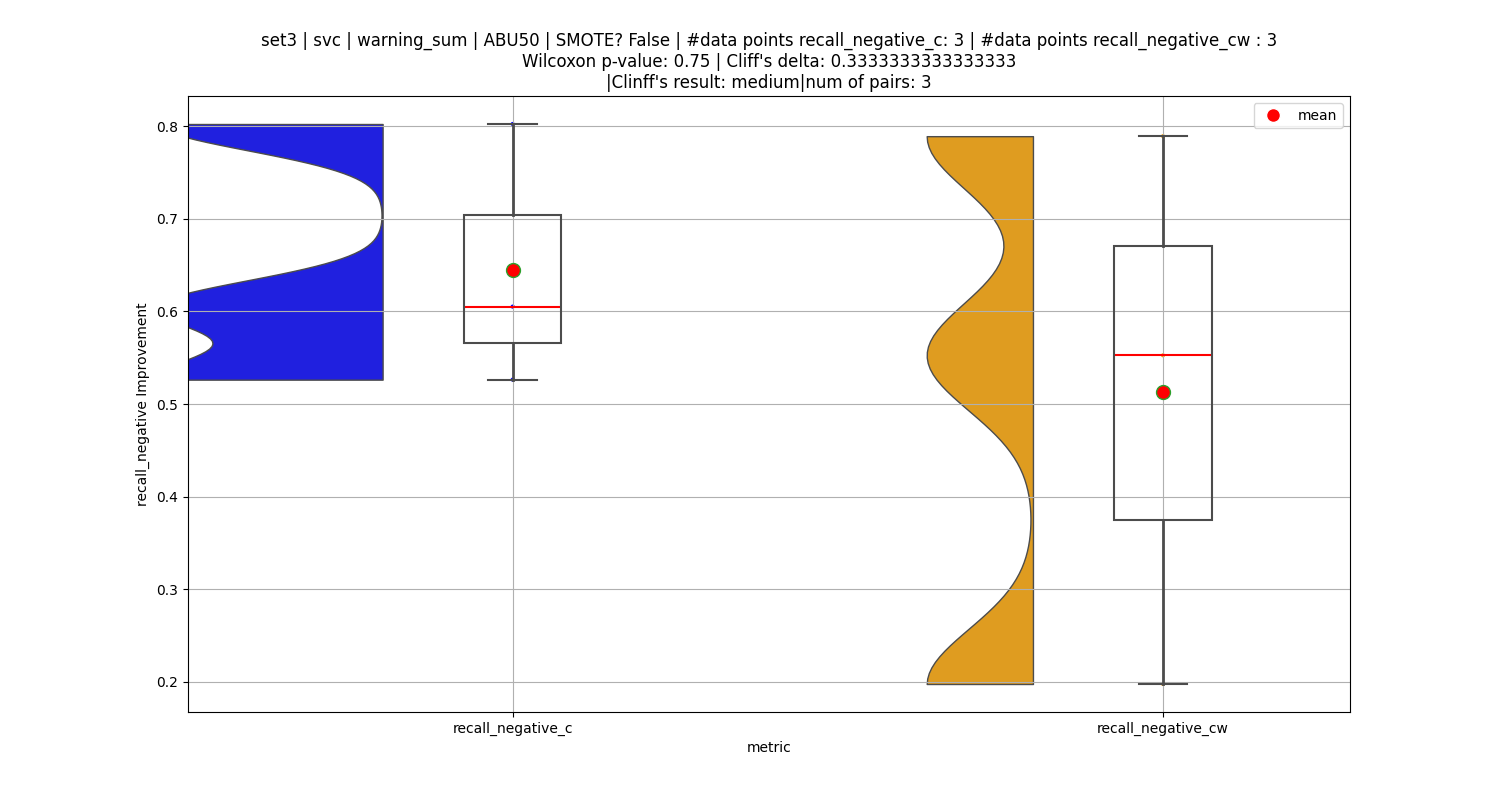 set3 | svc | warning_sum | ABU50 | SMOTE? False | #data points recall_negative_c: 3 | #data points recall_negative_cw : 3
Wilcoxon p-value: 0.75 | Cliff's delta: 0.3333333333333333
|Clinff's result: medium|num of pairs: 3
mean
0.8
0.7
0.6
0.5
0.4
0.3
0.2
recall_negative Improvement
recall_negative_c
recall_negative_cw
metric